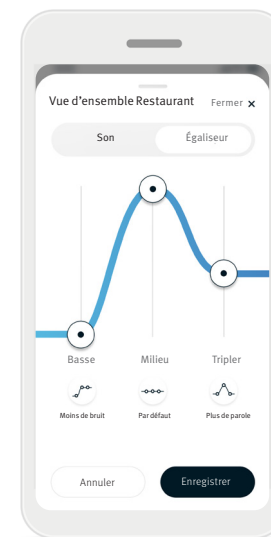 Vue d'ensemble Restaurant Fermer ×
Son Égaliseur
Basse Milieu Tripler
Moins de bruit Par défaut Plus de parole
Annuler Enregistrer